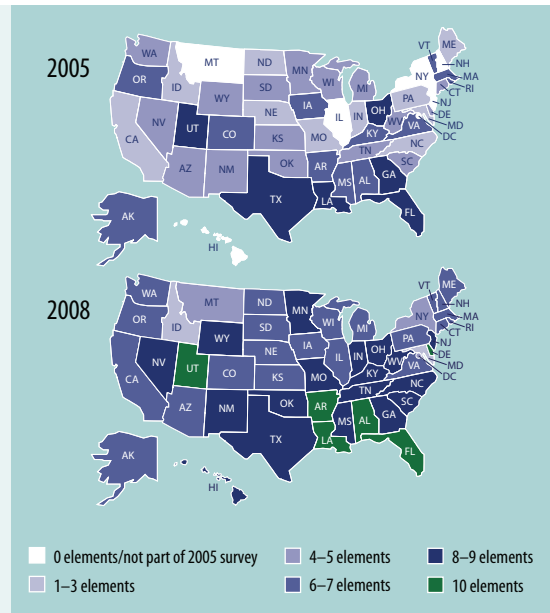 2005
WA
OR
CA
NV
ID
MT
WY
UT
AZ
CO
NM
ND
SD
NE
KS
OK
TX
MN
IA
MO
AR
LA
WI
IL
MI
IN
OH
KY
TN
MS
AL
GA
FL
SC
NC
VA
WV
PA
NY
VT
ME
NH
MA
RI
CT
NJ
DE
MD
DC
AK
HI
2008
WA
OR
CA
NV
ID
MT
WY
UT
AZ
CO
NM
ND
SD
NE
KS
OK
TX
MN
IA
MO
AR
LA
WI
IL
MI
IN
OH
KY
TN
MS
AL
GA
FL
SC
NC
VA
WV
PA
NY
VT
ME
NH
MA
RI
CT
NJ
DE
MD
DC
AK
HI
0 elements/not part of 2005 survey
1–3 elements
4–5 elements
6–7 elements
8–9 elements
10 elements